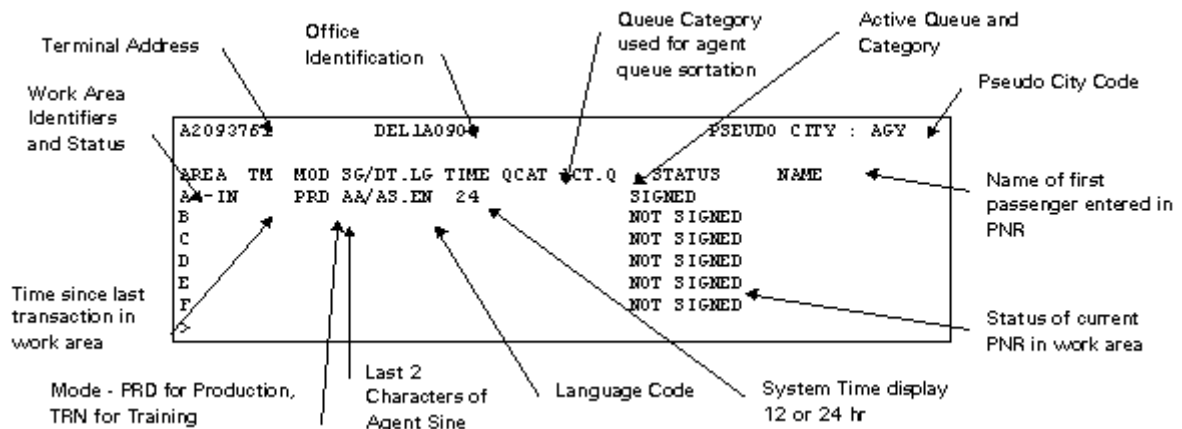 Terminal Address
Office
Identification
Queue Category
used for agent
queue sortation
Active Queue and
Category
Pseudo City Code
Work Area
Identifiers
and Status
PSEUDO CITY : AGY
AREA TM MOD SG/DT.LG TIME QCAT ACT.Q STATUS NAME
A-IN PRD AA/AS.EN 24 SIGNED
B NOT SIGNED
C NOT SIGNED
D NOT SIGNED
E NOT SIGNED
F NOT SIGNED
>
Name of first
passenger entered in
PNR
Time since last
transaction in
work area
Status of current
PNR in work area
Mode - PRD for Production,
TRN for Training
Last 2
Characters of
Agent Sine
Language Code
System Time display
12 or 24 hr